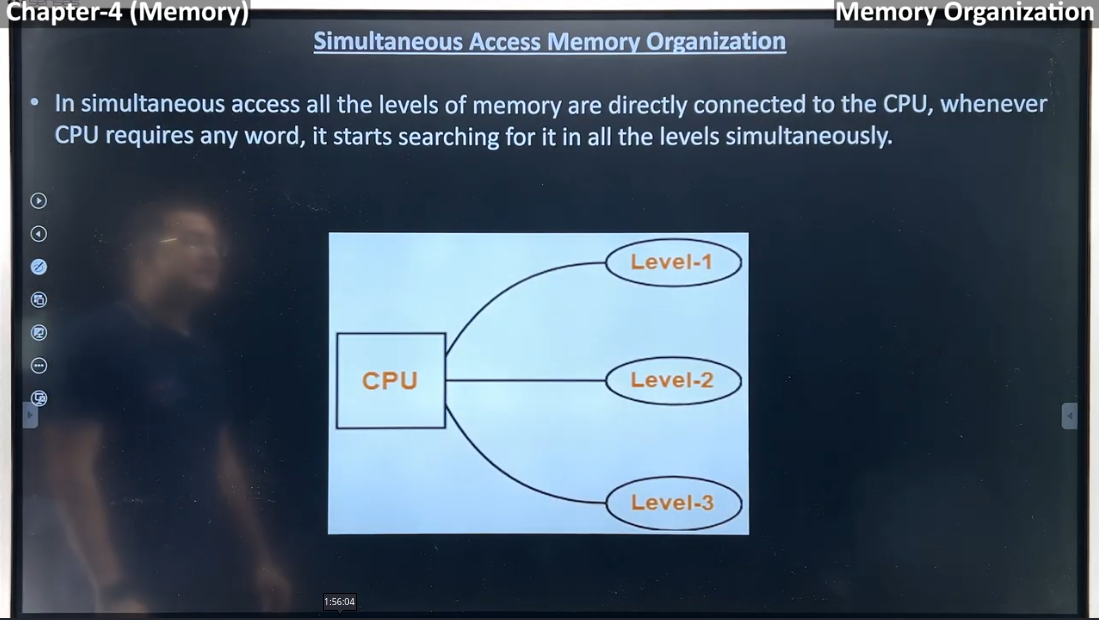 Chapter-4 (Memory)
Memory Organization
Simultaneous Access Memory Organization
• In simultaneous access all the levels of memory are directly connected to the CPU, whenever
CPU requires any word, it starts searching for it in all the levels simultaneously.
Level-1
CPU
Level-2
Level-3
1:56:04